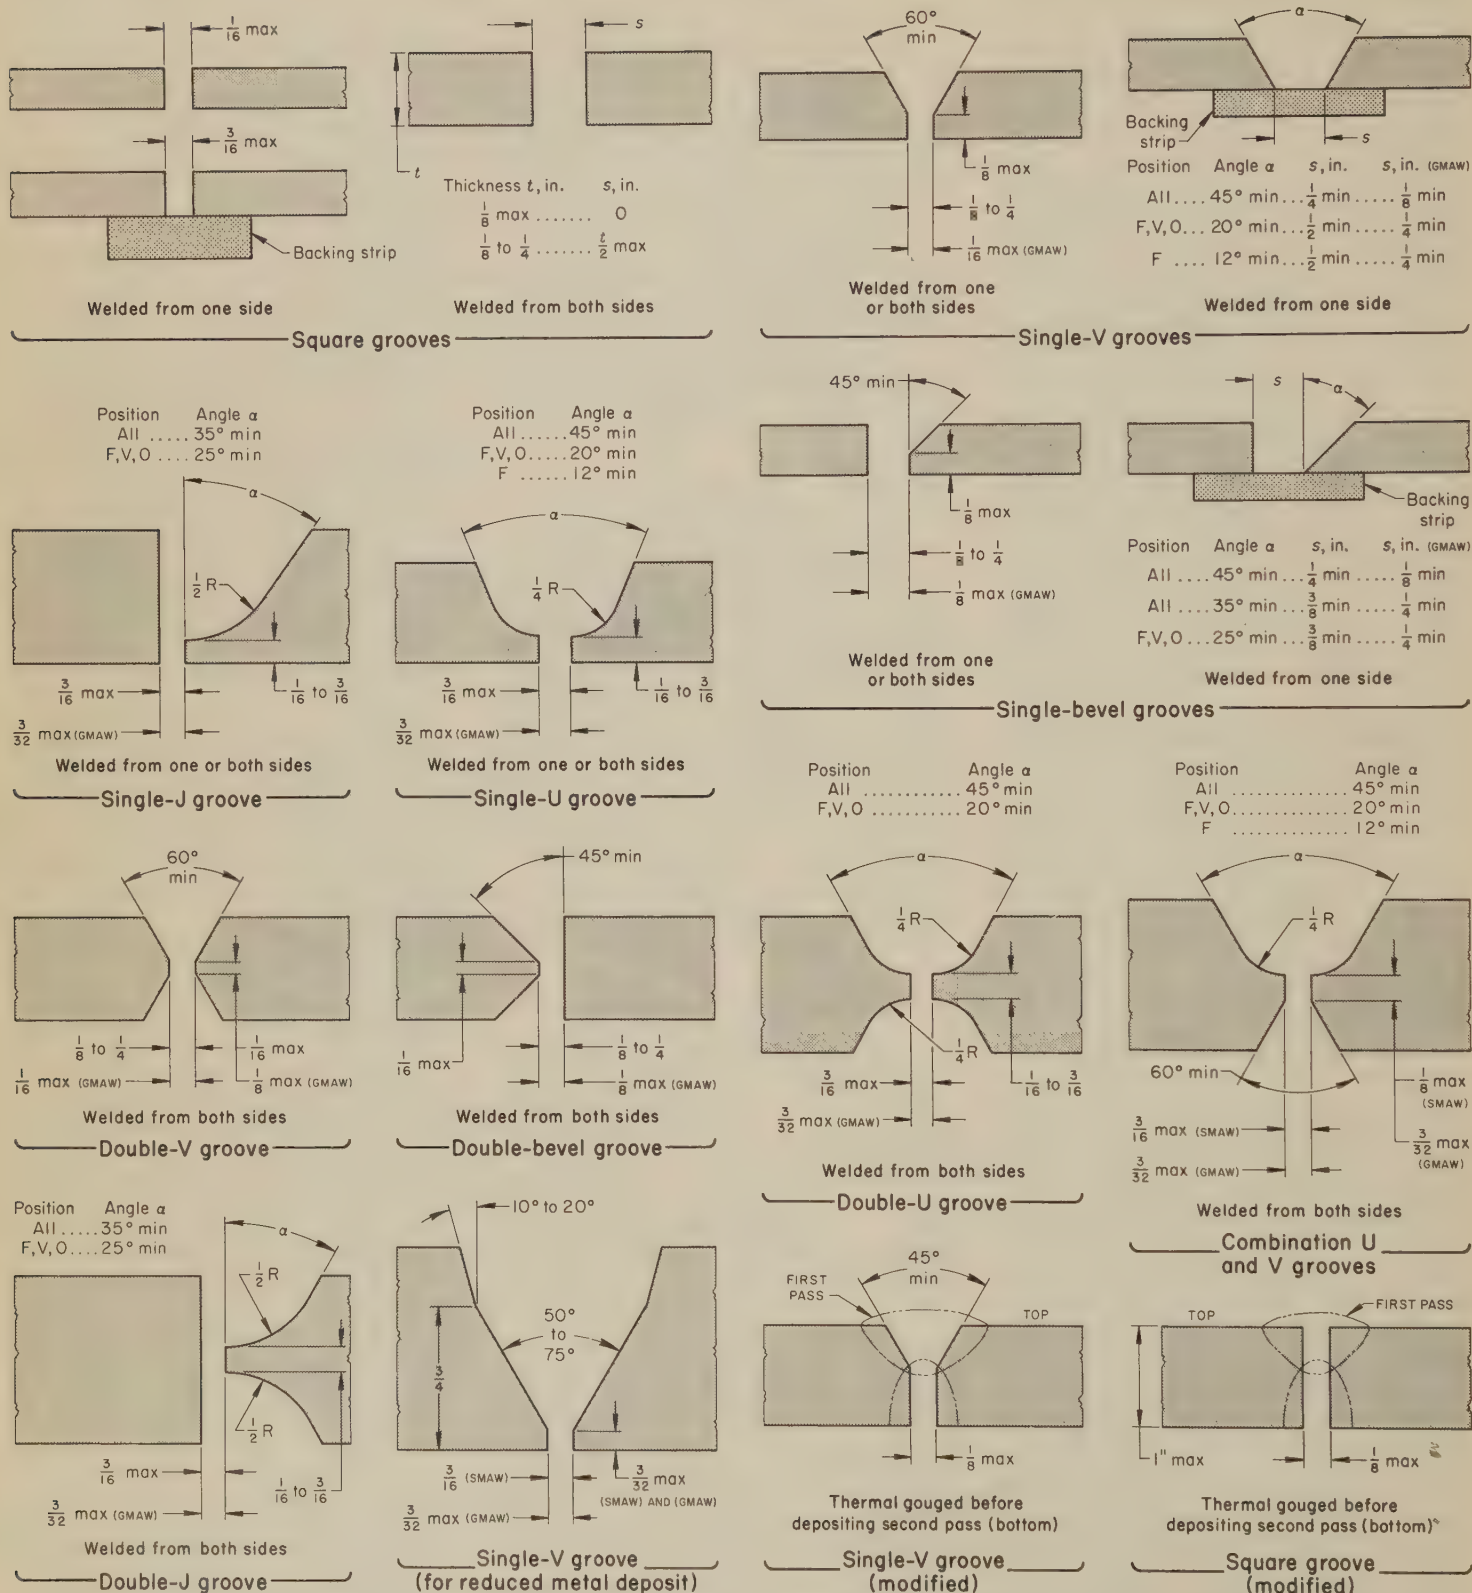 1/16 max
3/16 max
Backing strip
Welded from one side
s
t
Thickness t, in. s, in.
1/8 max ....... 0
1/8 to 1/4 ....... t/2 max
Welded from both sides
Square grooves
60° min
1/8 max
1/8 to 1/4
1/16 max (GMAW)
Welded from one
or both sides
α
Backing
strip
s
Position Angle α s, in. s, in. (GMAW)
All .... 45° min ... 1/4 min ..... 1/8 min
F,V,O... 20° min ... 1/2 min ..... 1/4 min
F .... 12° min ... 1/2 min ..... 1/4 min
Welded from one side
Single-V grooves
Position Angle α
All ..... 35° min
F,V,O .... 25° min
α
1/2 R
3/16 max
1/16 to 3/16
3/32 max (GMAW)
Welded from one or both sides
Single-J groove
Position Angle α
All ...... 45° min
F,V,O ..... 20° min
F ...... 12° min
α
1/4 R
3/16 max
1/16 to 3/16
3/32 max (GMAW)
Welded from one or both sides
Single-U groove
45° min
1/8 max
1/8 to 1/4
1/8 max (GMAW)
Welded from one
or both sides
s
α
Backing
strip
Position Angle α s, in. s, in. (GMAW)
All .... 45° min ... 1/4 min ..... 1/8 min
All .... 35° min ... 3/8 min ..... 1/4 min
F,V,O ... 25° min ... 3/8 min ..... 1/4 min
Welded from one side
Single-bevel grooves
60°
min
1/8 to 1/4
1/16 max
1/16 max (GMAW)
1/8 max (GMAW)
Welded from both sides
Double-V groove
45° min
1/16 max
1/8 to 1/4
1/8 max (GMAW)
Welded from both sides
Double-bevel groove
Position Angle α
All ............ 45° min
F,V,O ........... 20° min
α
1/4 R
1/4 R
3/16 max
1/16 to 3/16
3/32 max (GMAW)
Welded from both sides
Double-U groove
Position Angle α
All .............. 45° min
F,V,O .............. 20° min
F .............. 12° min
α
1/4 R
60° min
1/8 max
(SMAW)
3/16 max (SMAW)
3/32 max (GMAW)
3/32 max
(GMAW)
Welded from both sides
Combination U
and V grooves
Position Angle α
All ..... 35° min
F,V,O .... 25° min
α
1/2 R
1/2 R
3/16 max
1/16 to 3/16
3/32 max (GMAW)
Welded from both sides
Double-J groove
10° to 20°
50°
to
75°
3/4
3/16 (SMAW)
3/32 max
(SMAW) AND (GMAW)
3/32 max (GMAW)
Single-V groove
(for reduced metal deposit)
45°
min
FIRST
PASS
TOP
1/8 max
Thermal gouged before
depositing second pass (bottom)
Single-V groove
(modified)
TOP
FIRST PASS
1" max
1/8 max
Thermal gouged before
depositing second pass (bottom)
Square groove
(modified)